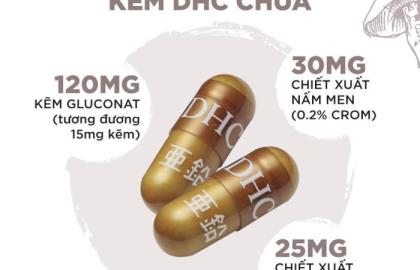 KẼM DHC CHỨA
120MG
KẼM GLUCONAT
(tương đương
15mg kẽm)
30MG
CHIẾT XUẤT
NẤM MEN
(0.2% CROM)
DHC
亜鉛
DHC
亜鉛
25MG
CHIẾT XUẤT